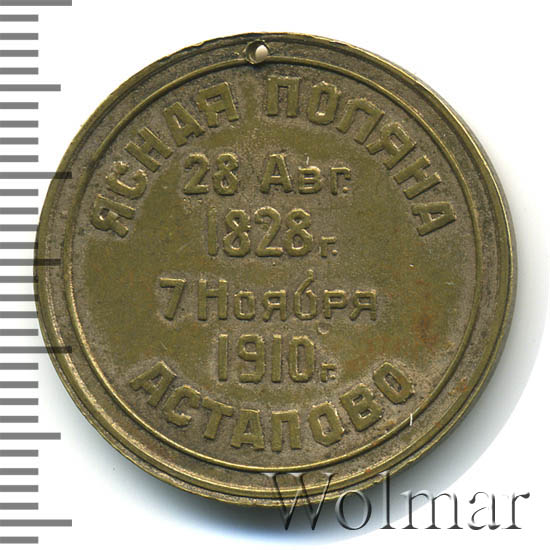 ЯСНАЯ ПОЛЯНА
28 Авг.
1828 г.
7 Ноября
1910 г.
АСТАПОВО
Wolmar